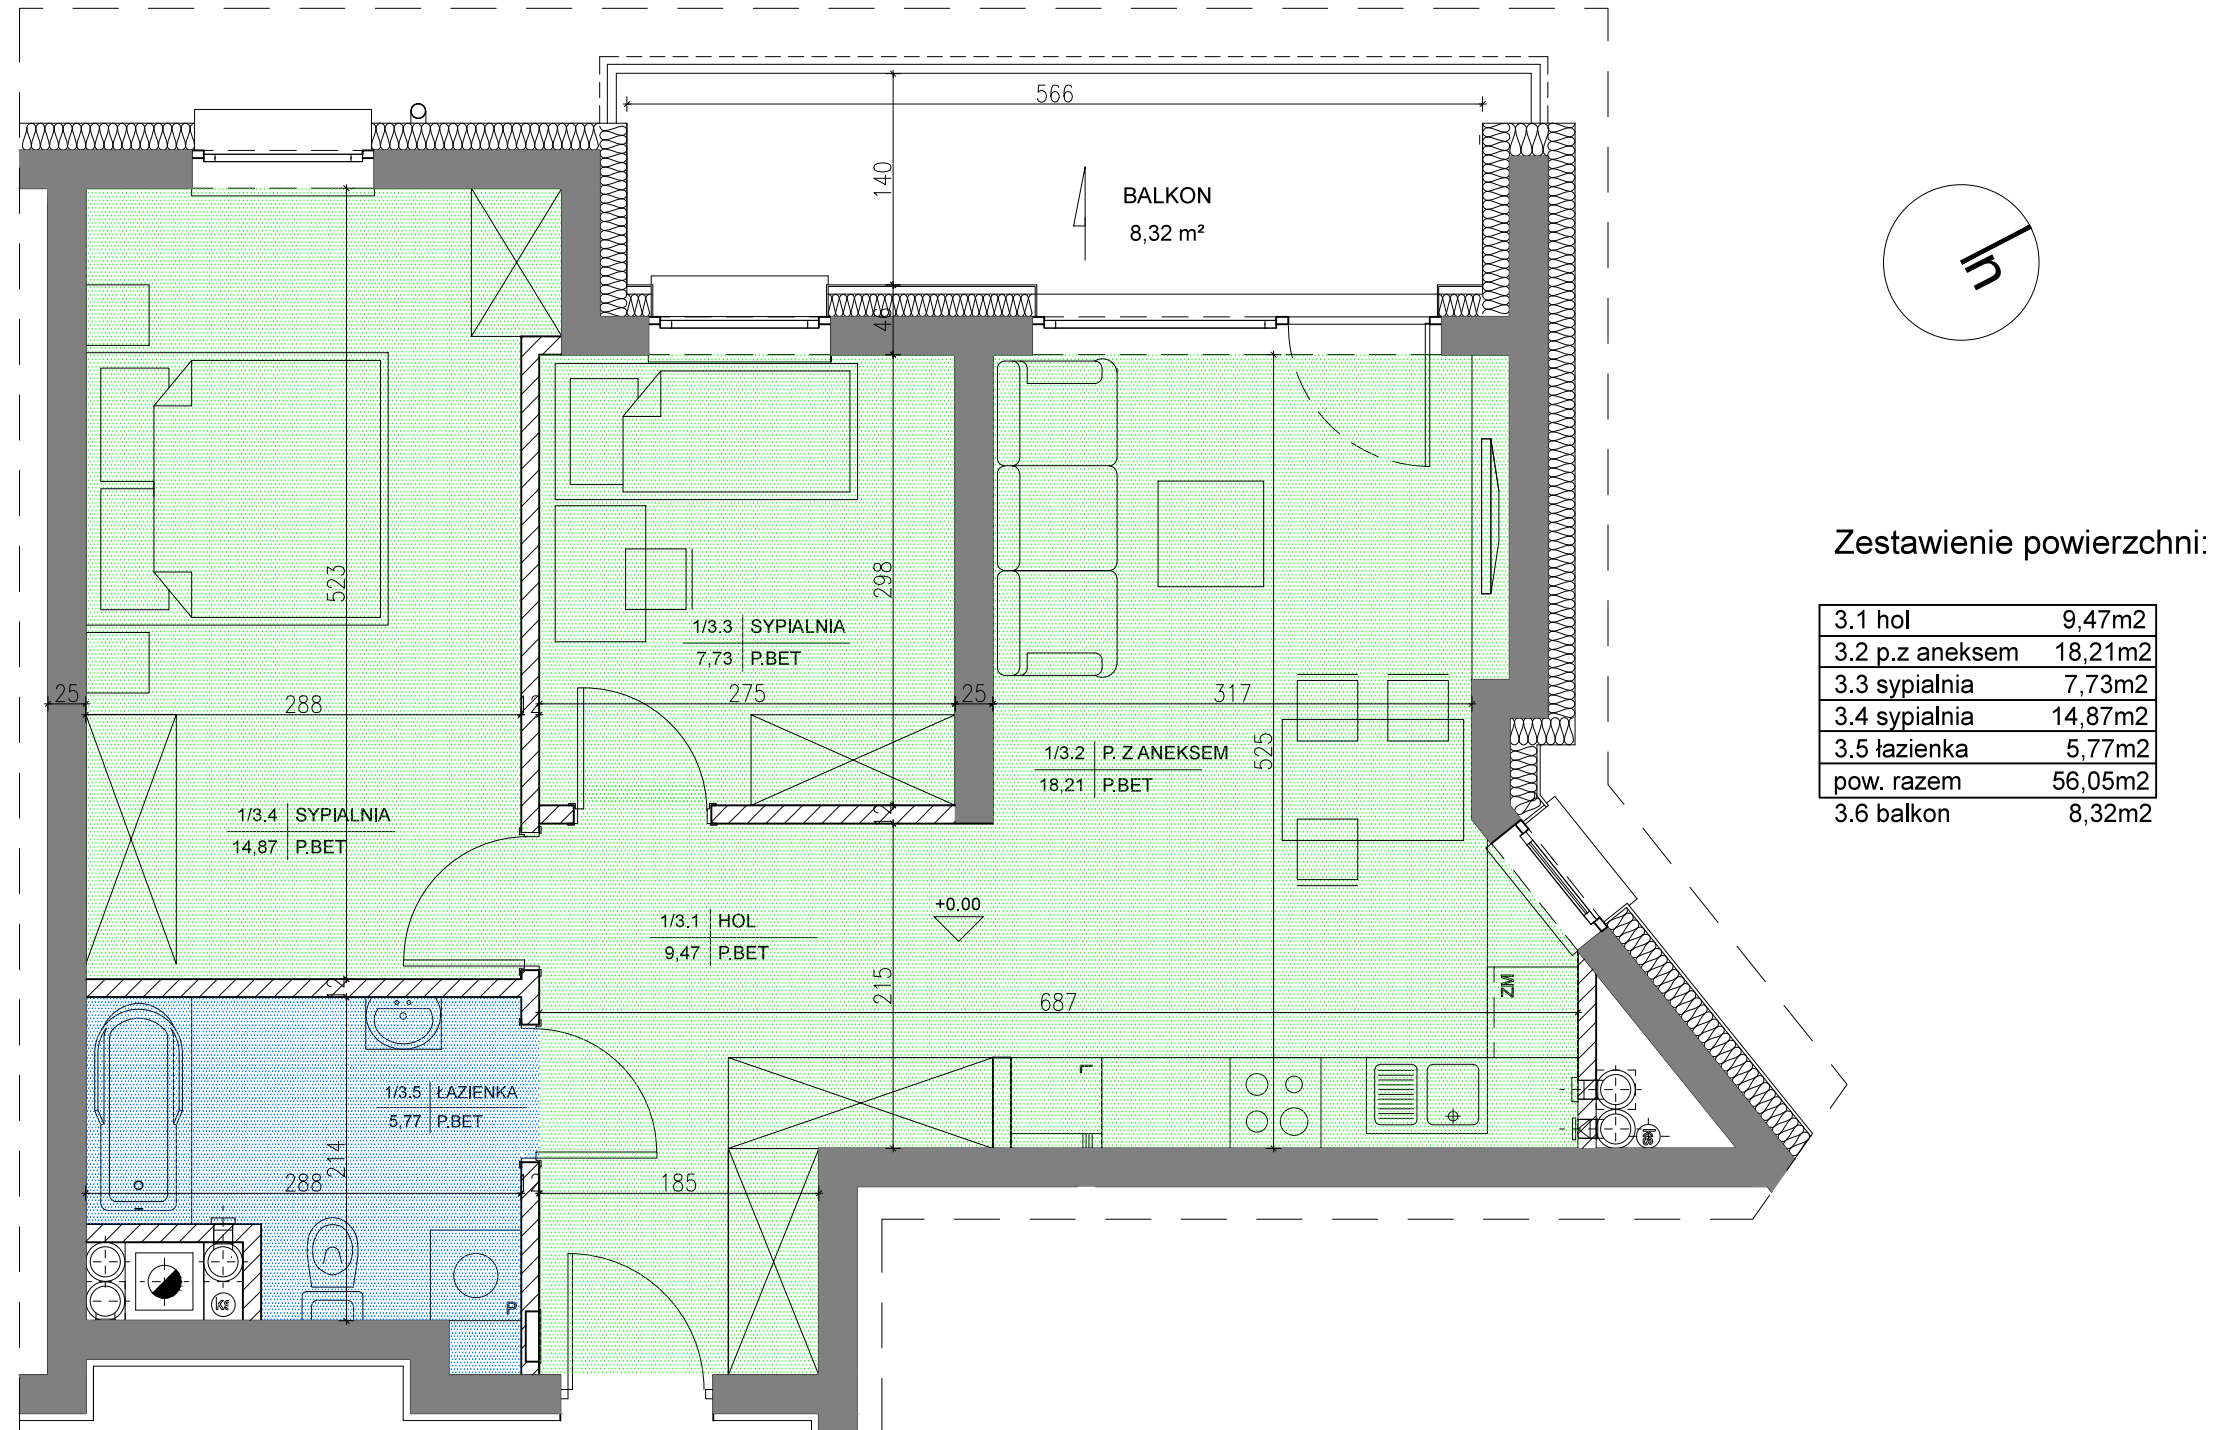 566
140
BALKON
8,32 m²
46
523
298
1/3.3 SYPIALNIA
7,73 P.BET
25
288
12
275
25
317
1/3.2 P. Z ANEKSEM
18,21 P.BET
525
1/3.4 SYPIALNIA
14,87 P.BET
12
1/3.1 HOL
9,47 P.BET
+0.00
215
12
687
ZM
L
1/3.5 ŁAZIENKA
5,77 P.BET
214
288
12
185
P
Zestawienie powierzchni:
3.1 hol 9,47m2
3.2 p.z aneksem 18,21m2
3.3 sypialnia 7,73m2
3.4 sypialnia 14,87m2
3.5 łazienka 5,77m2
pow. razem 56,05m2
3.6 balkon 8,32m2